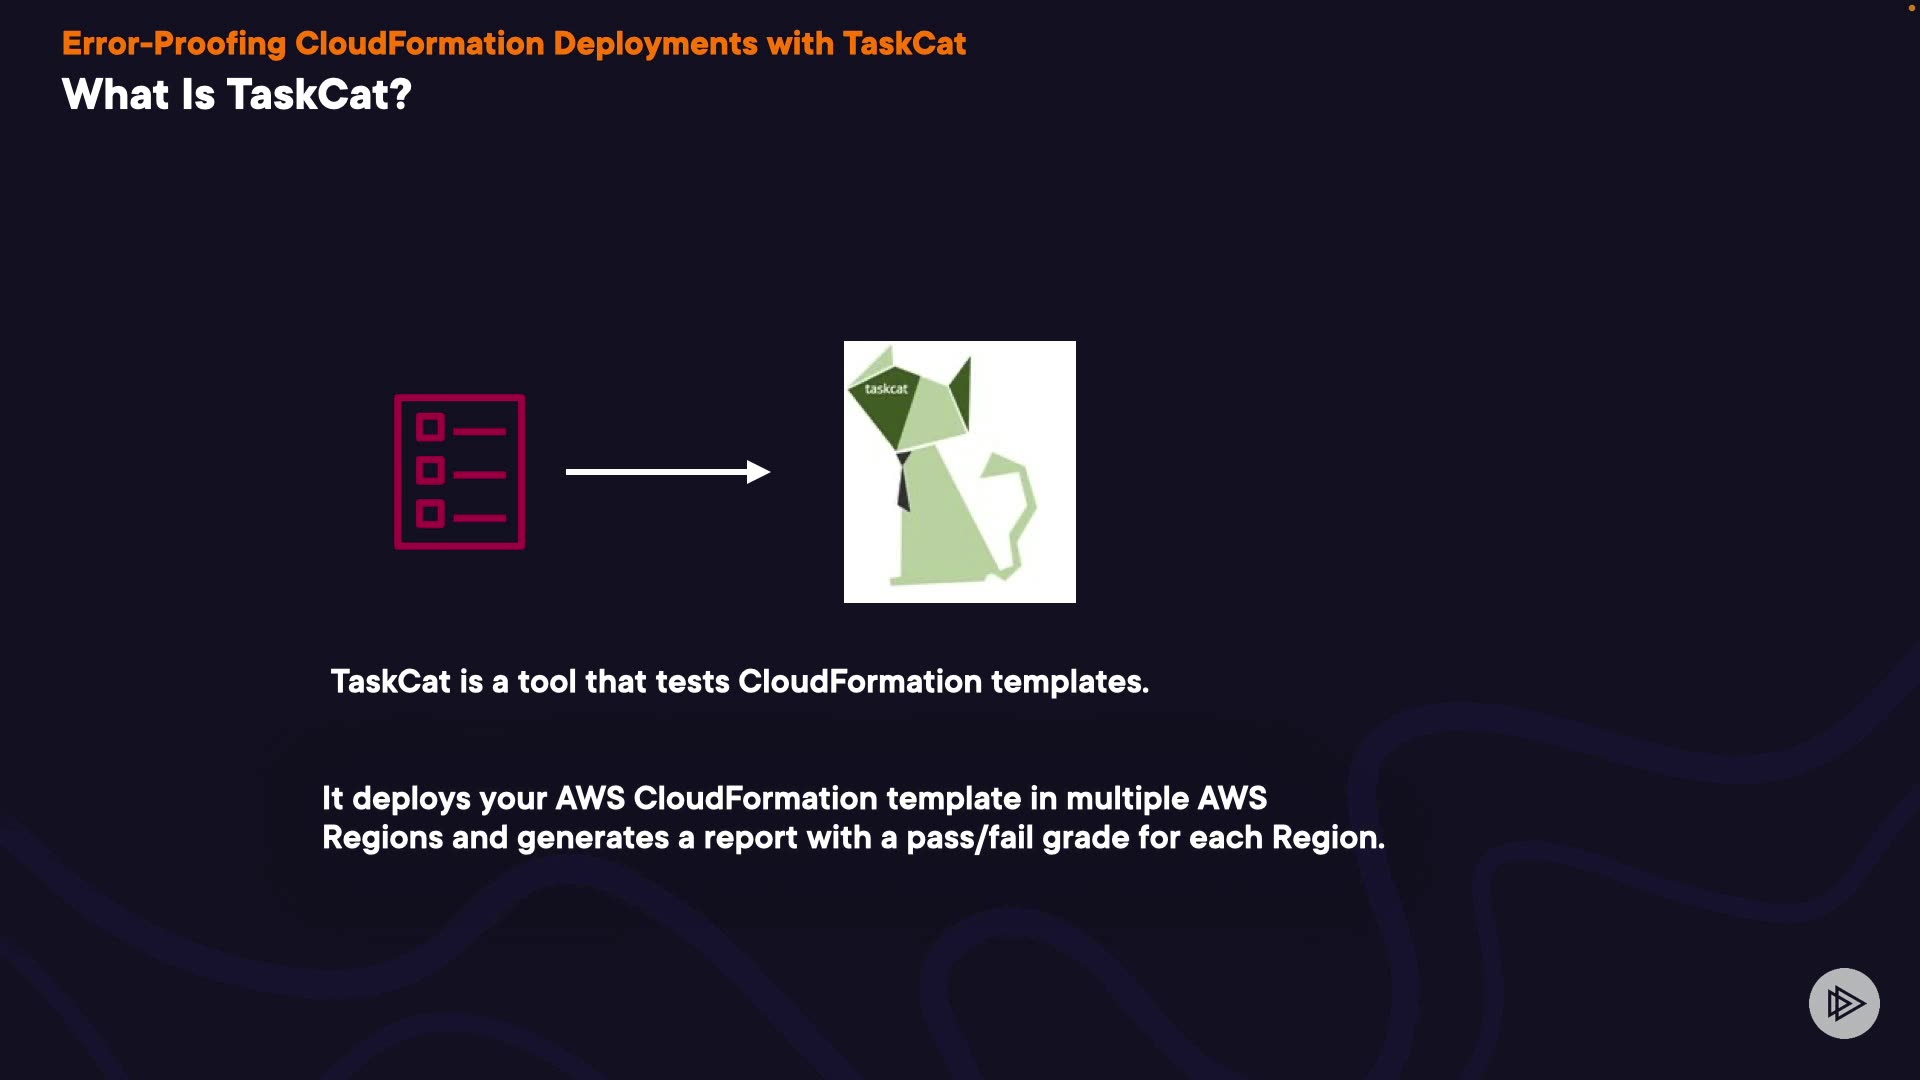 Error-Proofing CloudFormation Deployments with TaskCat
What Is TaskCat?
taskcat
TaskCat is a tool that tests CloudFormation templates.
It deploys your AWS CloudFormation template in multiple AWS
Regions and generates a report with a pass/fail grade for each Region.